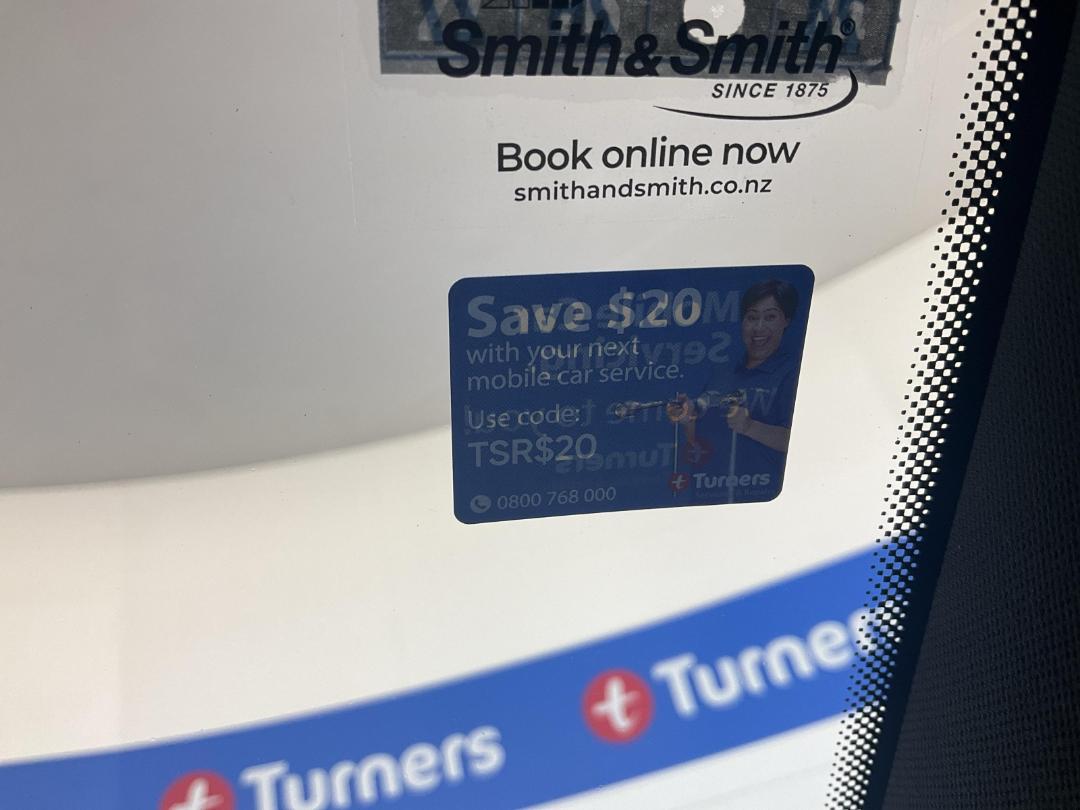 Smith & Smith®
SINCE 1875
Book online now
smithandsmith.co.nz
Save $20
with your next
mobile car service.
Use code:
TSR$20
0800 768 000
Turners
Turners
Turne